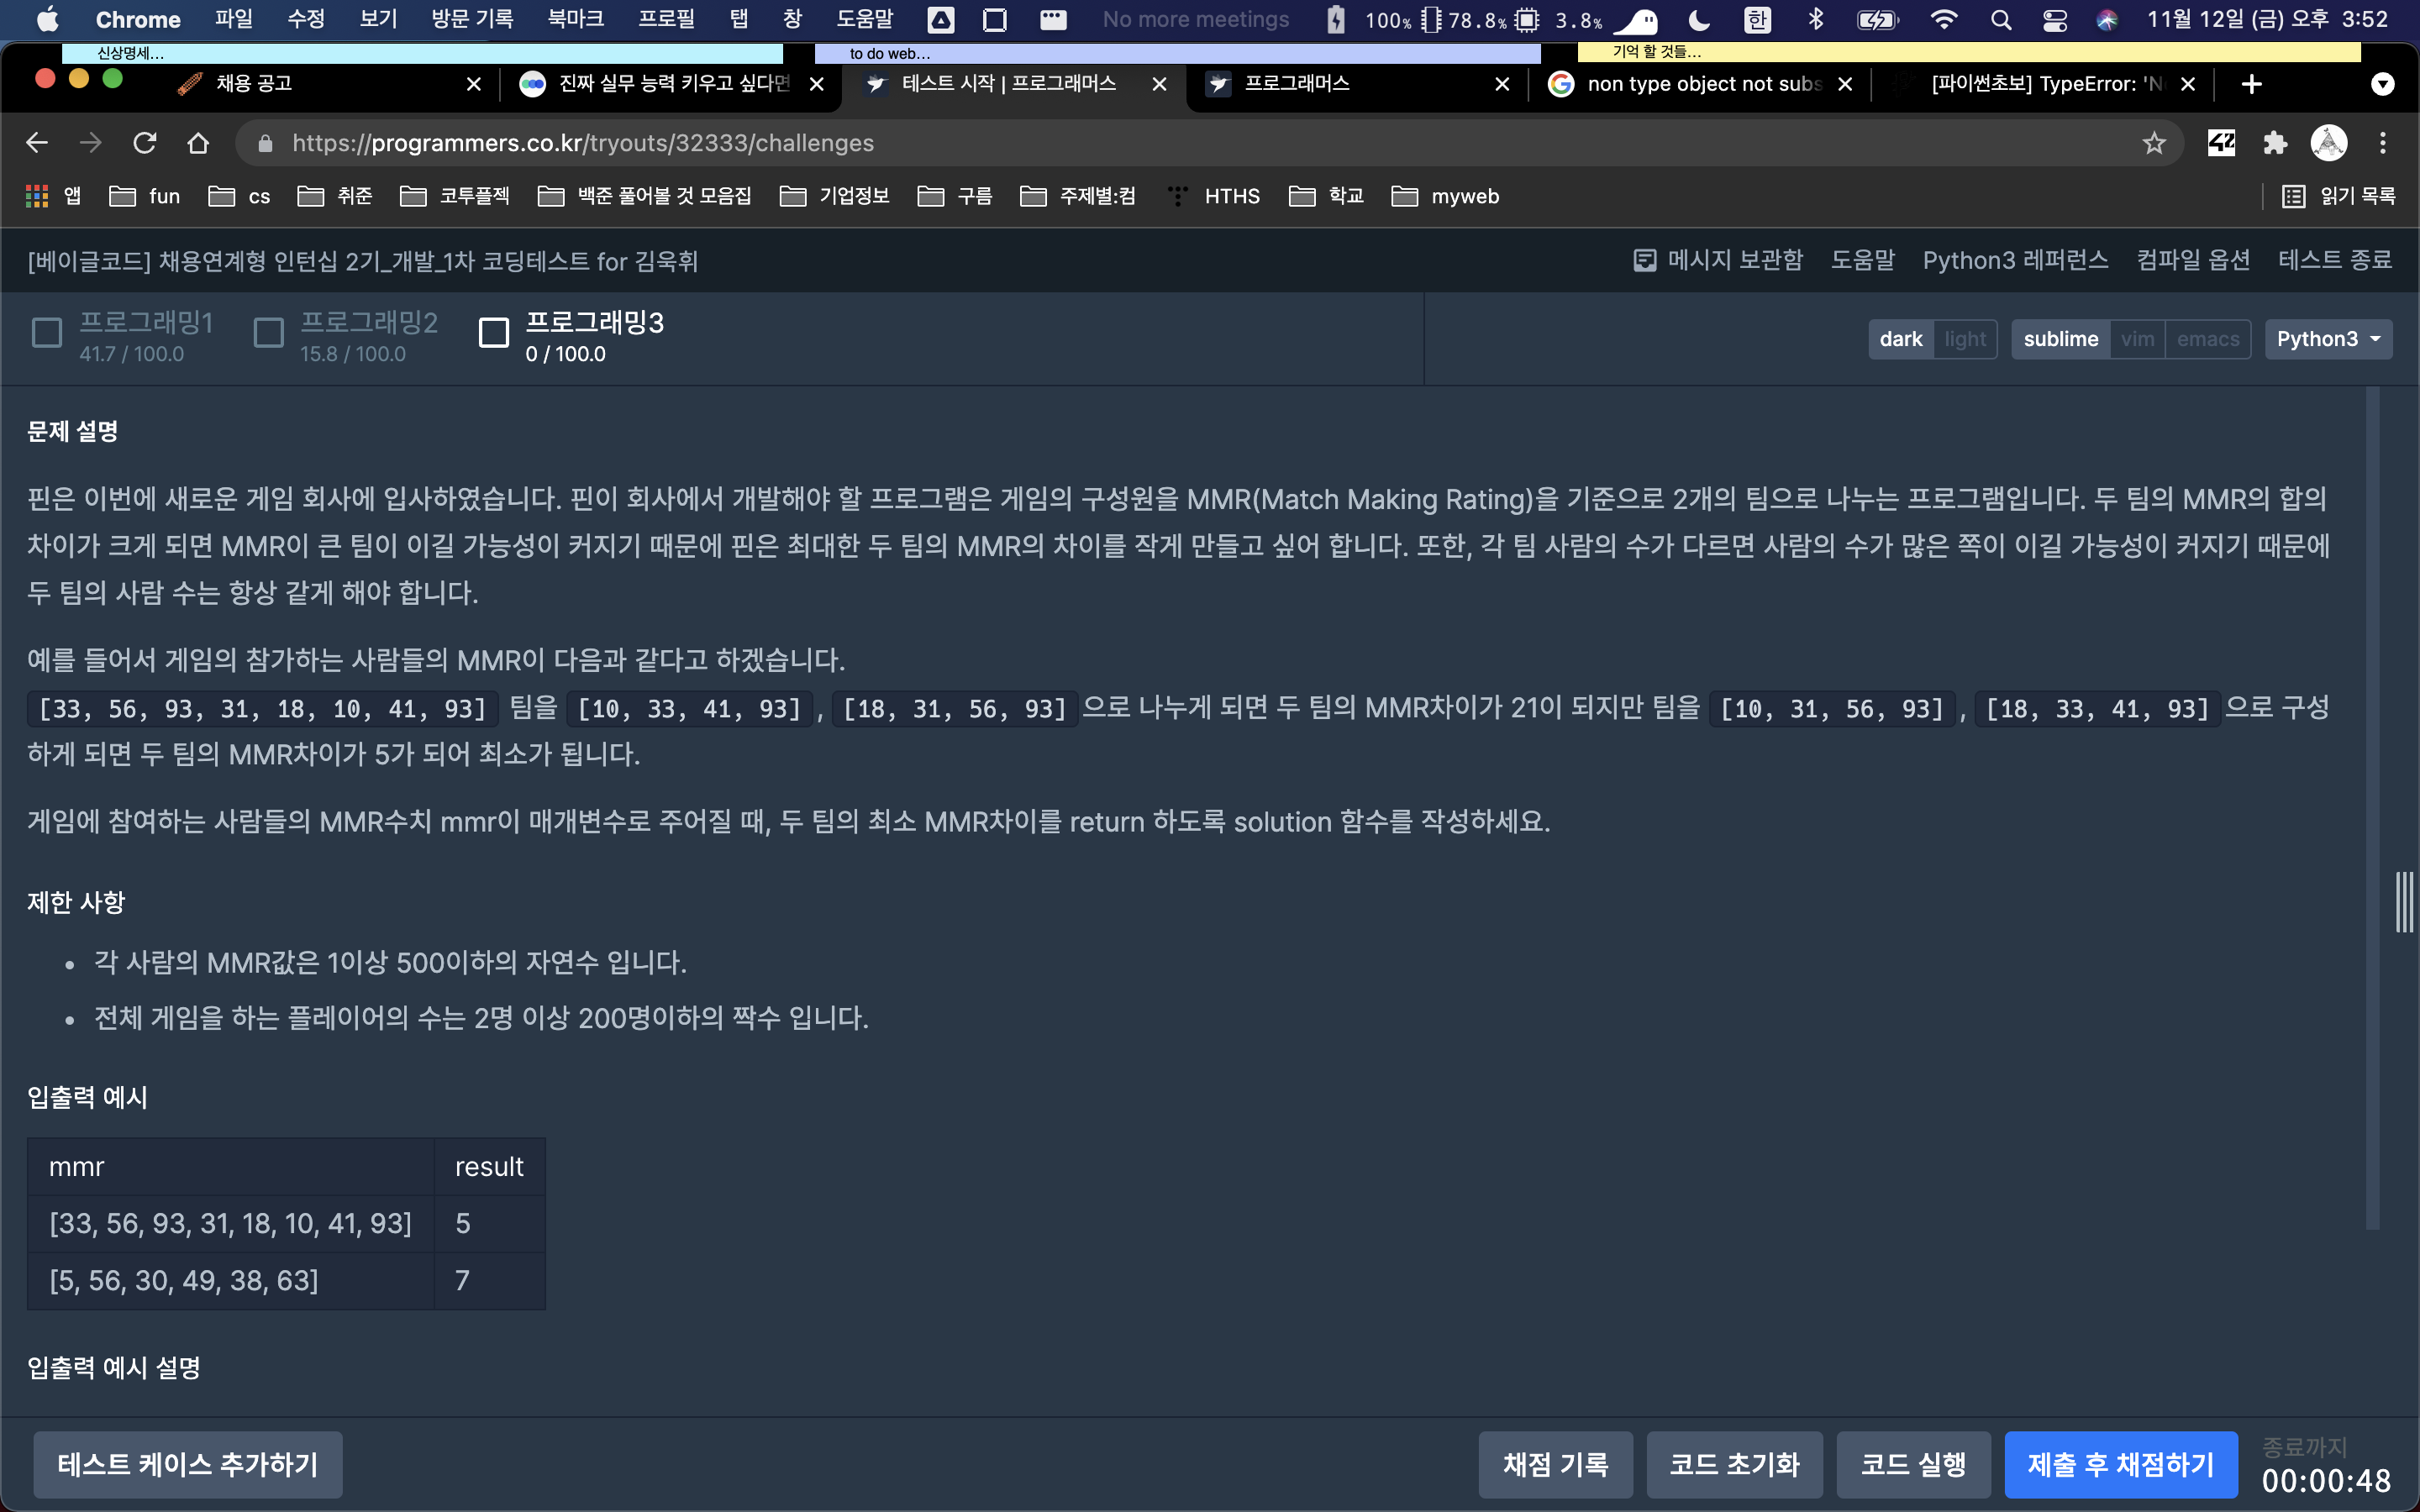 Chrome 파일 수정 보기 방문 기록 북마크 프로필 탭 창 도움말 No more meetings 100% 78.8% 3.8% 한 11월 12일 (금) 오후 3:52
신상명세... to do web... 기억 할 것들...
채용 공고 진짜 실무 능력 키우고 싶다면 테스트 시작 | 프로그래머스 프로그래머스 non type object not subs [파이썬초보] TypeError: 'N
https://programmers.co.kr/tryouts/32333/challenges 42
앱 fun cs 취준 코투플젝 백준 풀어볼 것 모음집 기업정보 구름 주제별:컴 HTHS 학교 myweb 읽기 목록
[베이글코드] 채용연계형 인턴십 2기_개발_1차 코딩테스트 for 김욱휘 메시지 보관함 도움말 Python3 레퍼런스 컴파일 옵션 테스트 종료
프로그래밍1 프로그래밍2 프로그래밍3
41.7 / 100.0 15.8 / 100.0 0 / 100.0
dark light sublime vim emacs Python3
문제 설명
핀은 이번에 새로운 게임 회사에 입사하였습니다. 핀이 회사에서 개발해야 할 프로그램은 게임의 구성원을 MMR(Match Making Rating)을 기준으로 2개의 팀으로 나누는 프로그램입니다. 두 팀의 MMR의 합의
차이가 크게 되면 MMR이 큰 팀이 이길 가능성이 커지기 때문에 핀은 최대한 두 팀의 MMR의 차이를 작게 만들고 싶어 합니다. 또한, 각 팀 사람의 수가 다르면 사람의 수가 많은 쪽이 이길 가능성이 커지기 때문에
두 팀의 사람 수는 항상 같게 해야 합니다.
예를 들어서 게임의 참가하는 사람들의 MMR이 다음과 같다고 하겠습니다.
[33, 56, 93, 31, 18, 10, 41, 93] 팀을 [10, 33, 41, 93] , [18, 31, 56, 93] 으로 나누게 되면 두 팀의 MMR차이가 21이 되지만 팀을 [10, 31, 56, 93] , [18, 33, 41, 93] 으로 구성
하게 되면 두 팀의 MMR차이가 5가 되어 최소가 됩니다.
게임에 참여하는 사람들의 MMR수치 mmr이 매개변수로 주어질 때, 두 팀의 최소 MMR차이를 return 하도록 solution 함수를 작성하세요.
제한 사항
• 각 사람의 MMR값은 1이상 500이하의 자연수 입니다.
• 전체 게임을 하는 플레이어의 수는 2명 이상 200명이하의 짝수 입니다.
입출력 예시
mmr result
[33, 56, 93, 31, 18, 10, 41, 93] 5
[5, 56, 30, 49, 38, 63] 7
입출력 예시 설명
테스트 케이스 추가하기 채점 기록 코드 초기화 코드 실행 제출 후 채점하기 종료까지
00:00:48